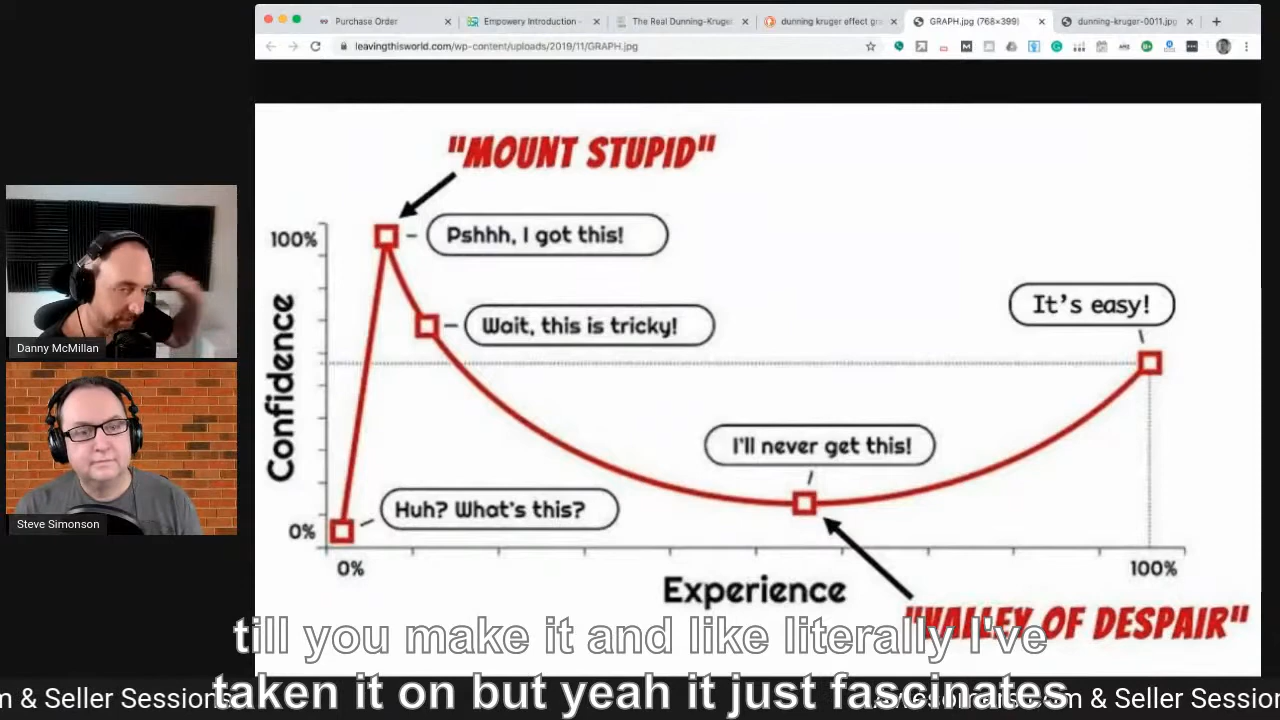 Purchase Order
Empowery Introduction -
The Real Dunning-Kruge
dunning kruger effect gr
GRAPH.jpg (768×399)
dunning-kruger-0011.jpg
leavingthisworld.com/wp-content/uploads/2019/11/GRAPH.jpg
"MOUNT STUPID"
100%
Pshhh, I got this!
It's easy!
Wait, this is tricky!
Confidence
I'll never get this!
Huh? What's this?
0%
0%
100%
Experience
"VALLEY OF DESPAIR"
Danny McMillan
Steve Simonson
till you make it and like literally I've
taken it on but yeah it just fascinates
m & Seller Sessions
m & Seller Session